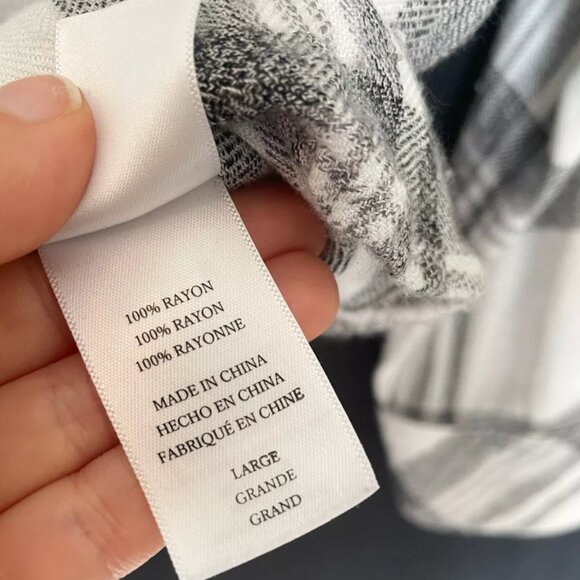 100% RAYON
100% RAYON
100% RAYONNE
MADE IN CHINA
HECHO EN CHINA
FABRIQUÉ EN CHINE
LARGE
GRANDE
GRAND